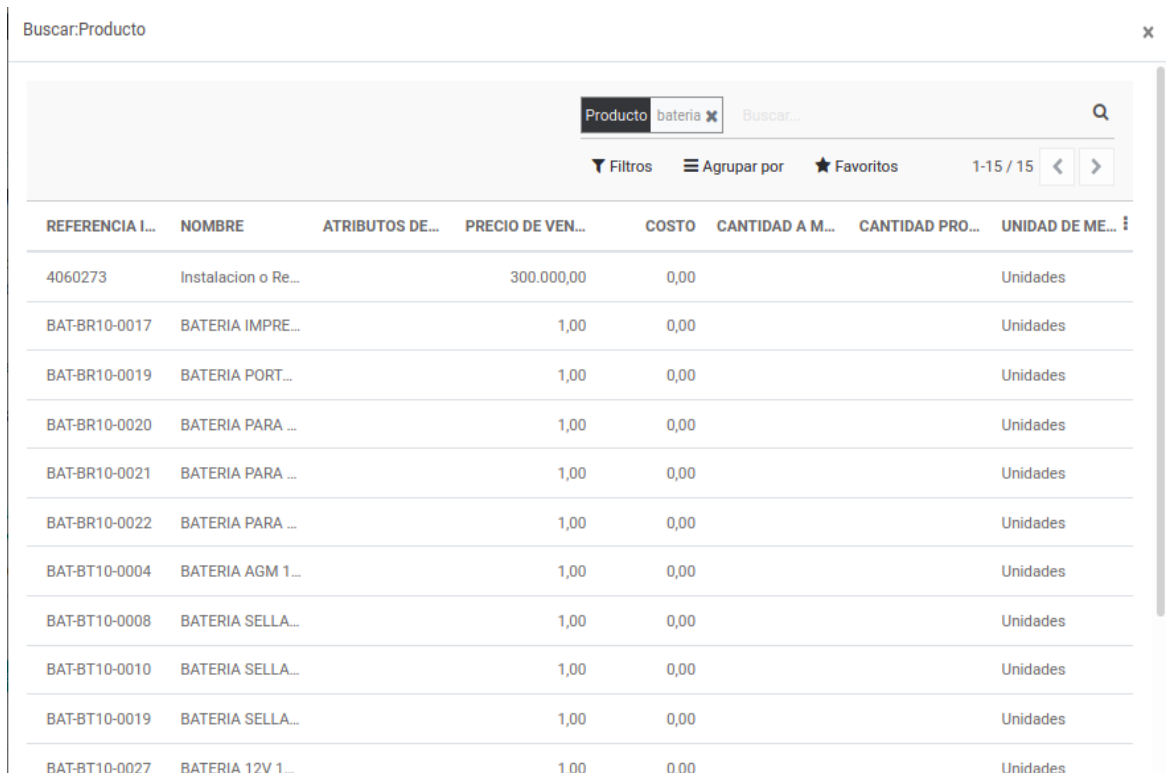 Buscar:Producto ×
Producto bateria ✖ Buscar...
Filtros Agrupar por Favoritos 1-15 / 15
REFERENCIA I... NOMBRE ATRIBUTOS DE... PRECIO DE VEN... COSTO CANTIDAD A M... CANTIDAD PRO... UNIDAD DE ME...
4060273 Instalacion o Re... 300.000,00 0,00 Unidades
BAT-BR10-0017 BATERIA IMPRE... 1,00 0,00 Unidades
BAT-BR10-0019 BATERIA PORT... 1,00 0,00 Unidades
BAT-BR10-0020 BATERIA PARA ... 1,00 0,00 Unidades
BAT-BR10-0021 BATERIA PARA ... 1,00 0,00 Unidades
BAT-BR10-0022 BATERIA PARA ... 1,00 0,00 Unidades
BAT-BT10-0004 BATERIA AGM 1... 1,00 0,00 Unidades
BAT-BT10-0008 BATERIA SELLA... 1,00 0,00 Unidades
BAT-BT10-0010 BATERIA SELLA... 1,00 0,00 Unidades
BAT-BT10-0019 BATERIA SELLA... 1,00 0,00 Unidades
BAT-BT10-0027 BATERIA 12V 1... 1,00 0,00 Unidades